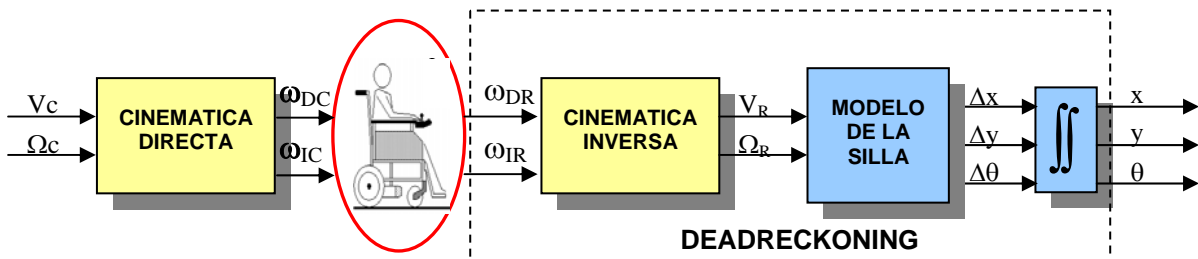 Vc
Ωc
CINEMATICA
DIRECTA
ωDC
ωIC
ωDR
ωIR
CINEMATICA
INVERSA
VR
ΩR
MODELO
DE LA
SILLA
Δx
Δy
Δθ
∬
x
y
θ
DEADRECKONING